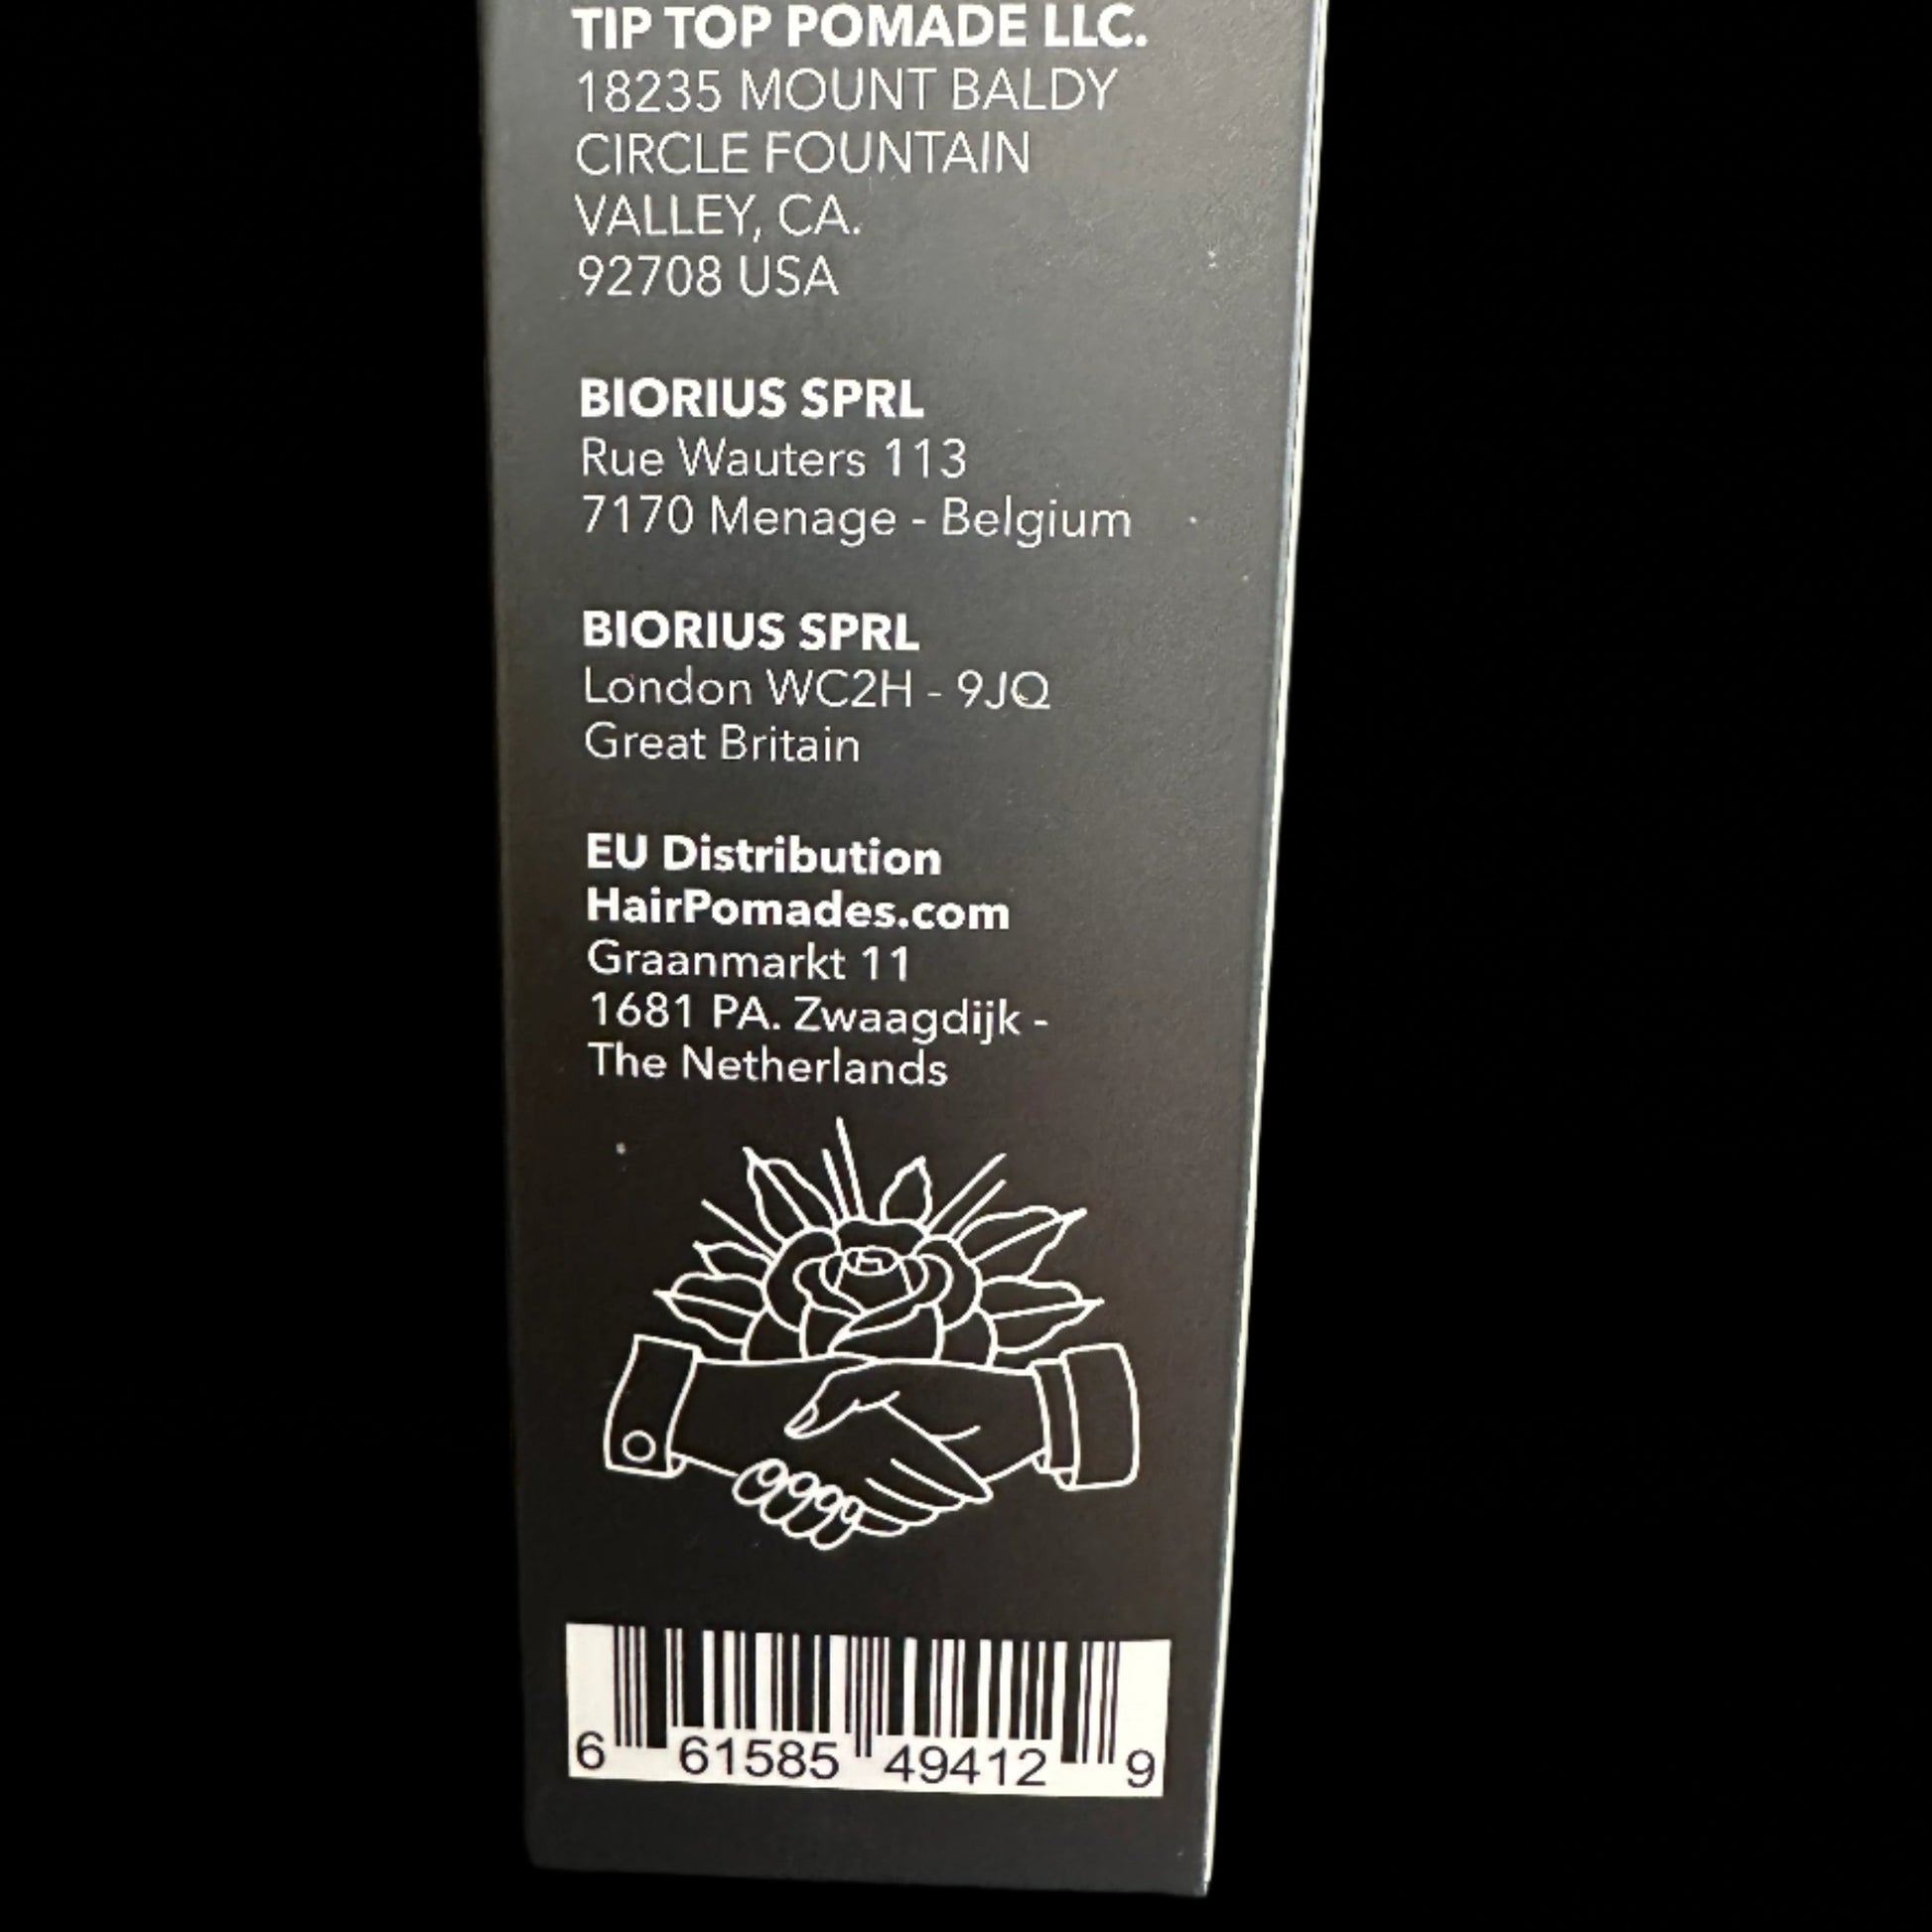 TIP TOP POMADE LLC.
18235 MOUNT BALDY
CIRCLE FOUNTAIN
VALLEY, CA.
92708 USA
BIORIUS SPRL
Rue Wauters 113
7170 Menage - Belgium
BIORIUS SPRL
London WC2H - 9JQ
Great Britain
EU Distribution
HairPomades.com
Graanmarkt 11
1681 PA. Zwaagdijk -
The Netherlands
6 61585 49412 9